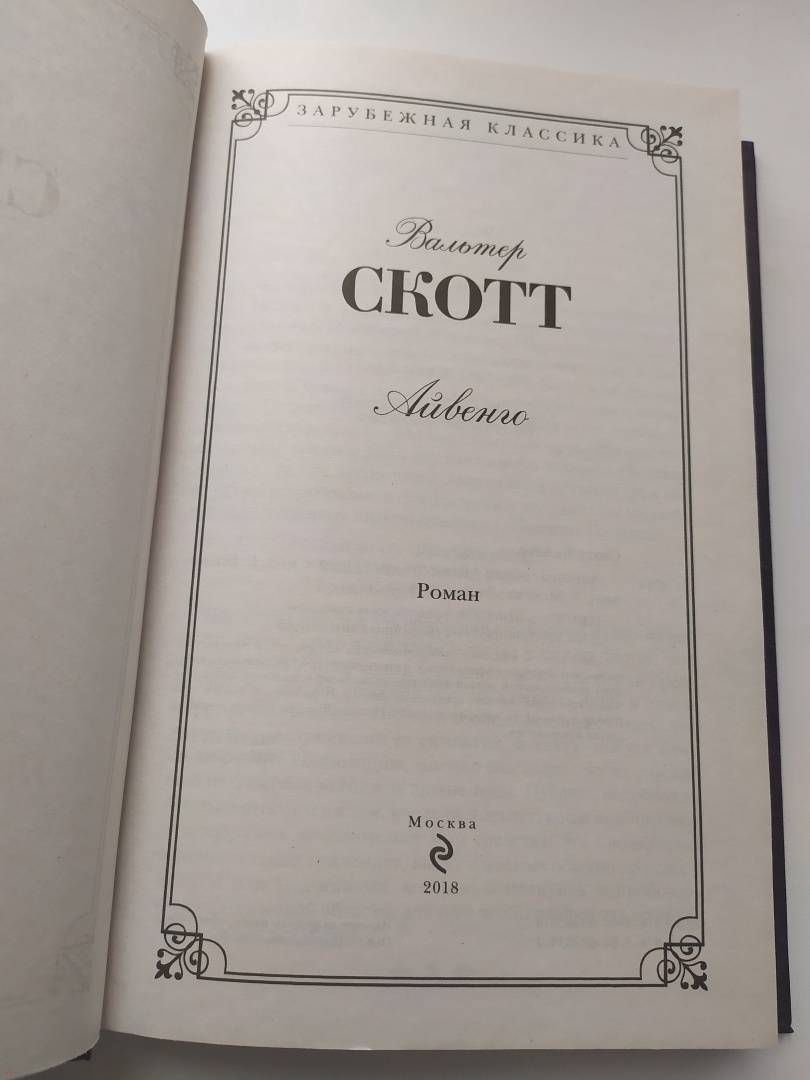 ЗАРУБЕЖНАЯ КЛАССИКА
Вальтер
СКОТТ
Айвенго
Роман
Москва
2018